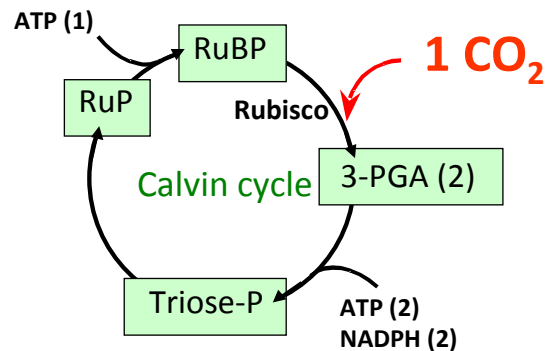 ATP (1)
RuBP
1 CO₂
RuP
Rubisco
Calvin cycle
3-PGA (2)
Triose-P
ATP (2)
NADPH (2)